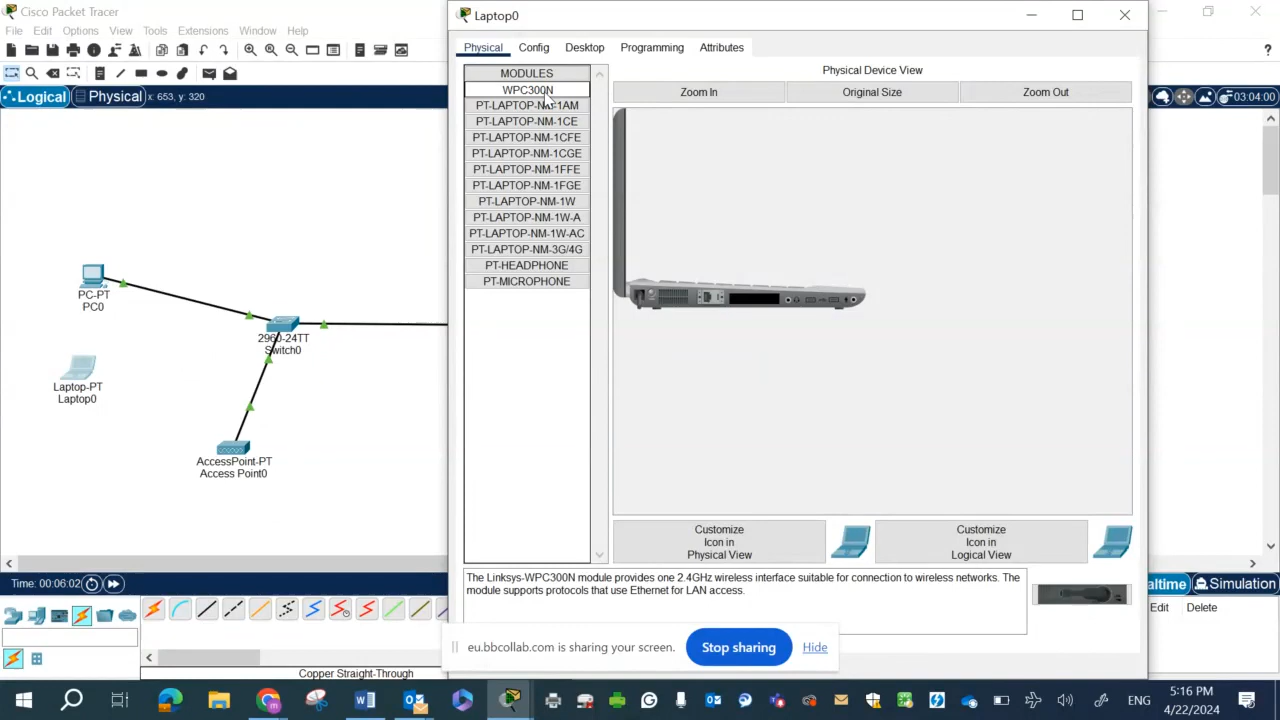 Cisco Packet Tracer
File Edit Options View Tools Extensions Window Help
Logical Physical x: 653, y: 320
03:04:00
PC-PT
PC0
2960-24TT
Switch0
Laptop-PT
Laptop0
AccessPoint-PT
Access Point0
Laptop0
Physical Config Desktop Programming Attributes
MODULES
WPC300N
PT-LAPTOP-NM-1AM
PT-LAPTOP-NM-1CE
PT-LAPTOP-NM-1CFE
PT-LAPTOP-NM-1CGE
PT-LAPTOP-NM-1FFE
PT-LAPTOP-NM-1FGE
PT-LAPTOP-NM-1W
PT-LAPTOP-NM-1W-A
PT-LAPTOP-NM-1W-AC
PT-LAPTOP-NM-3G/4G
PT-HEADPHONE
PT-MICROPHONE
Physical Device View
Zoom In Original Size Zoom Out
Customize
Icon in
Physical View
Customize
Icon in
Logical View
The Linksys-WPC300N module provides one 2.4GHz wireless interface suitable for connection to wireless networks. The
module supports protocols that use Ethernet for LAN access.
Time: 00:06:02
altime Simulation
Edit Delete
eu.bbcollab.com is sharing your screen. Stop sharing Hide
Copper Straight-Through
ENG
5:16 PM
4/22/2024